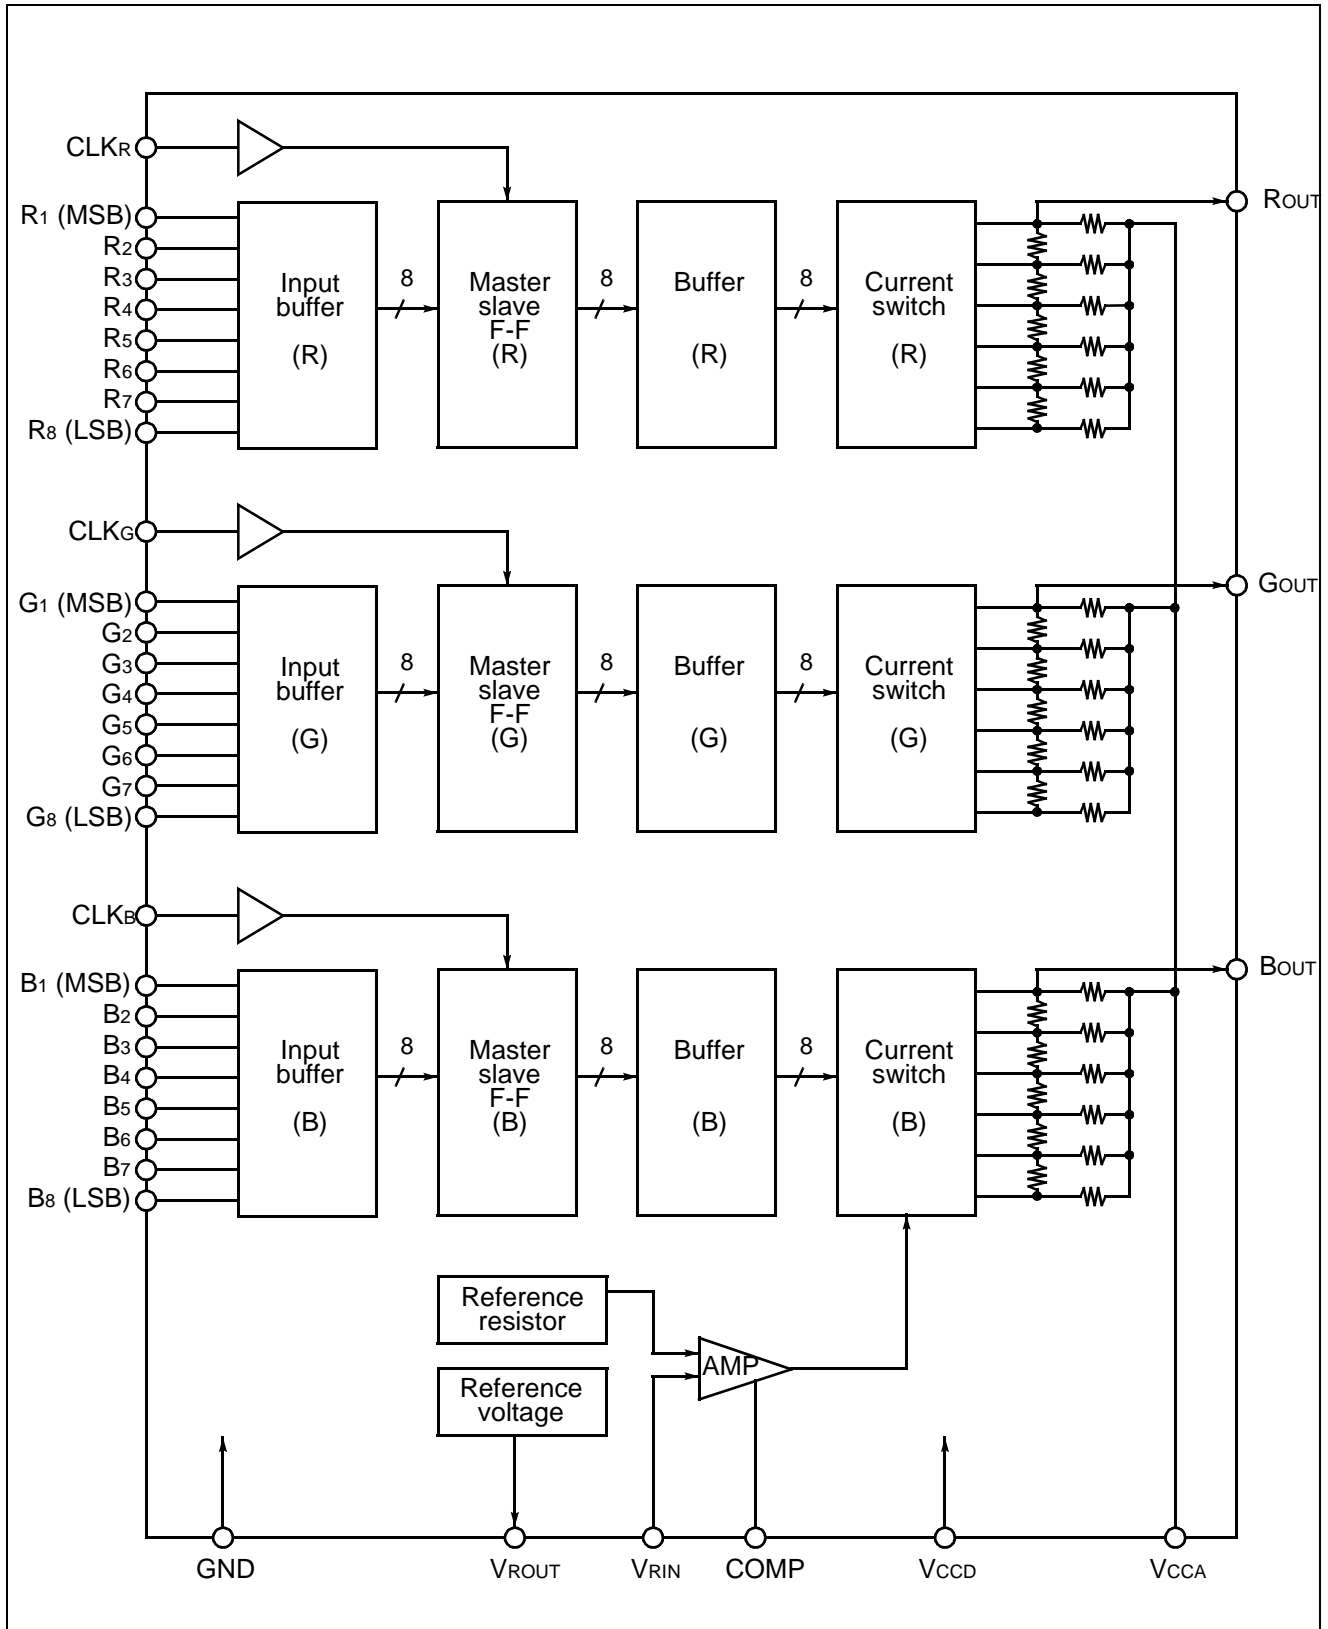 CLKR
R1 (MSB)
R2
R3
R4
R5
R6
R7
R8 (LSB)
Input
buffer
(R)
8
Master
slave
F-F
(R)
8
Buffer
(R)
8
Current
switch
(R)
ROUT
CLKG
G1 (MSB)
G2
G3
G4
G5
G6
G7
G8 (LSB)
Input
buffer
(G)
8
Master
slave
F-F
(G)
8
Buffer
(G)
8
Current
switch
(G)
GOUT
CLKB
B1 (MSB)
B2
B3
B4
B5
B6
B7
B8 (LSB)
Input
buffer
(B)
8
Master
slave
F-F
(B)
8
Buffer
(B)
8
Current
switch
(B)
BOUT
Reference
resistor
AMP
Reference
voltage
GND
VROUT
VRIN
COMP
VCCD
VCCA